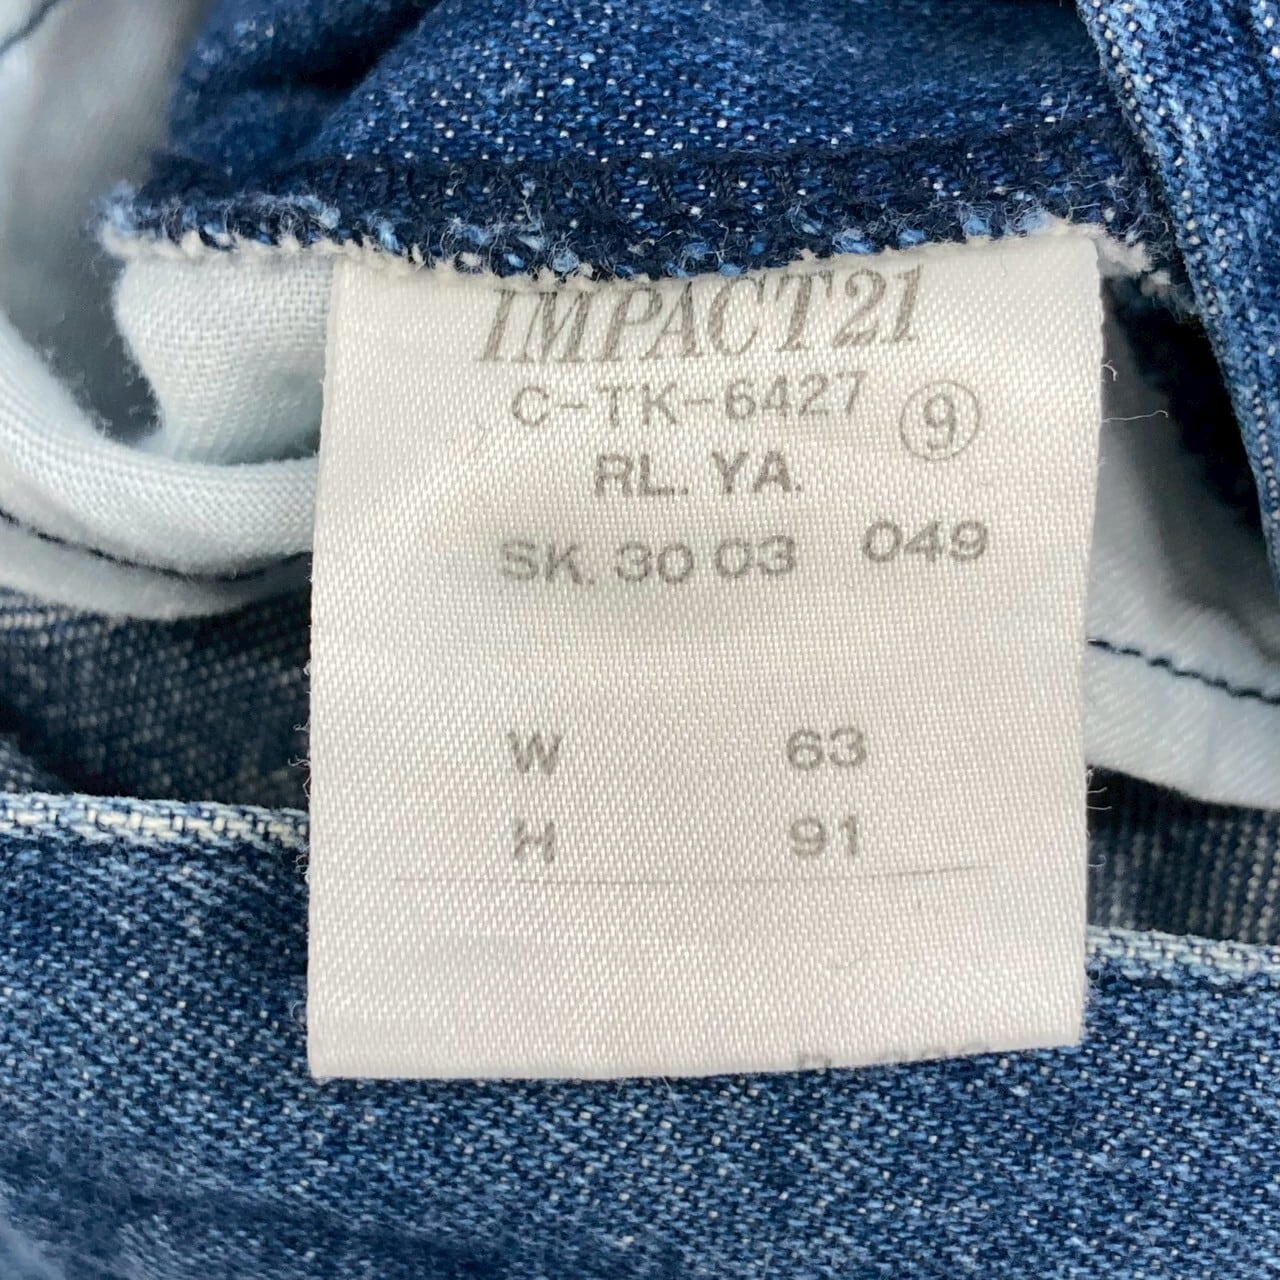 IMPACT21
C-TK-6427 ⑨
RL. YA.
SK. 30 03 049
W 63
H 91